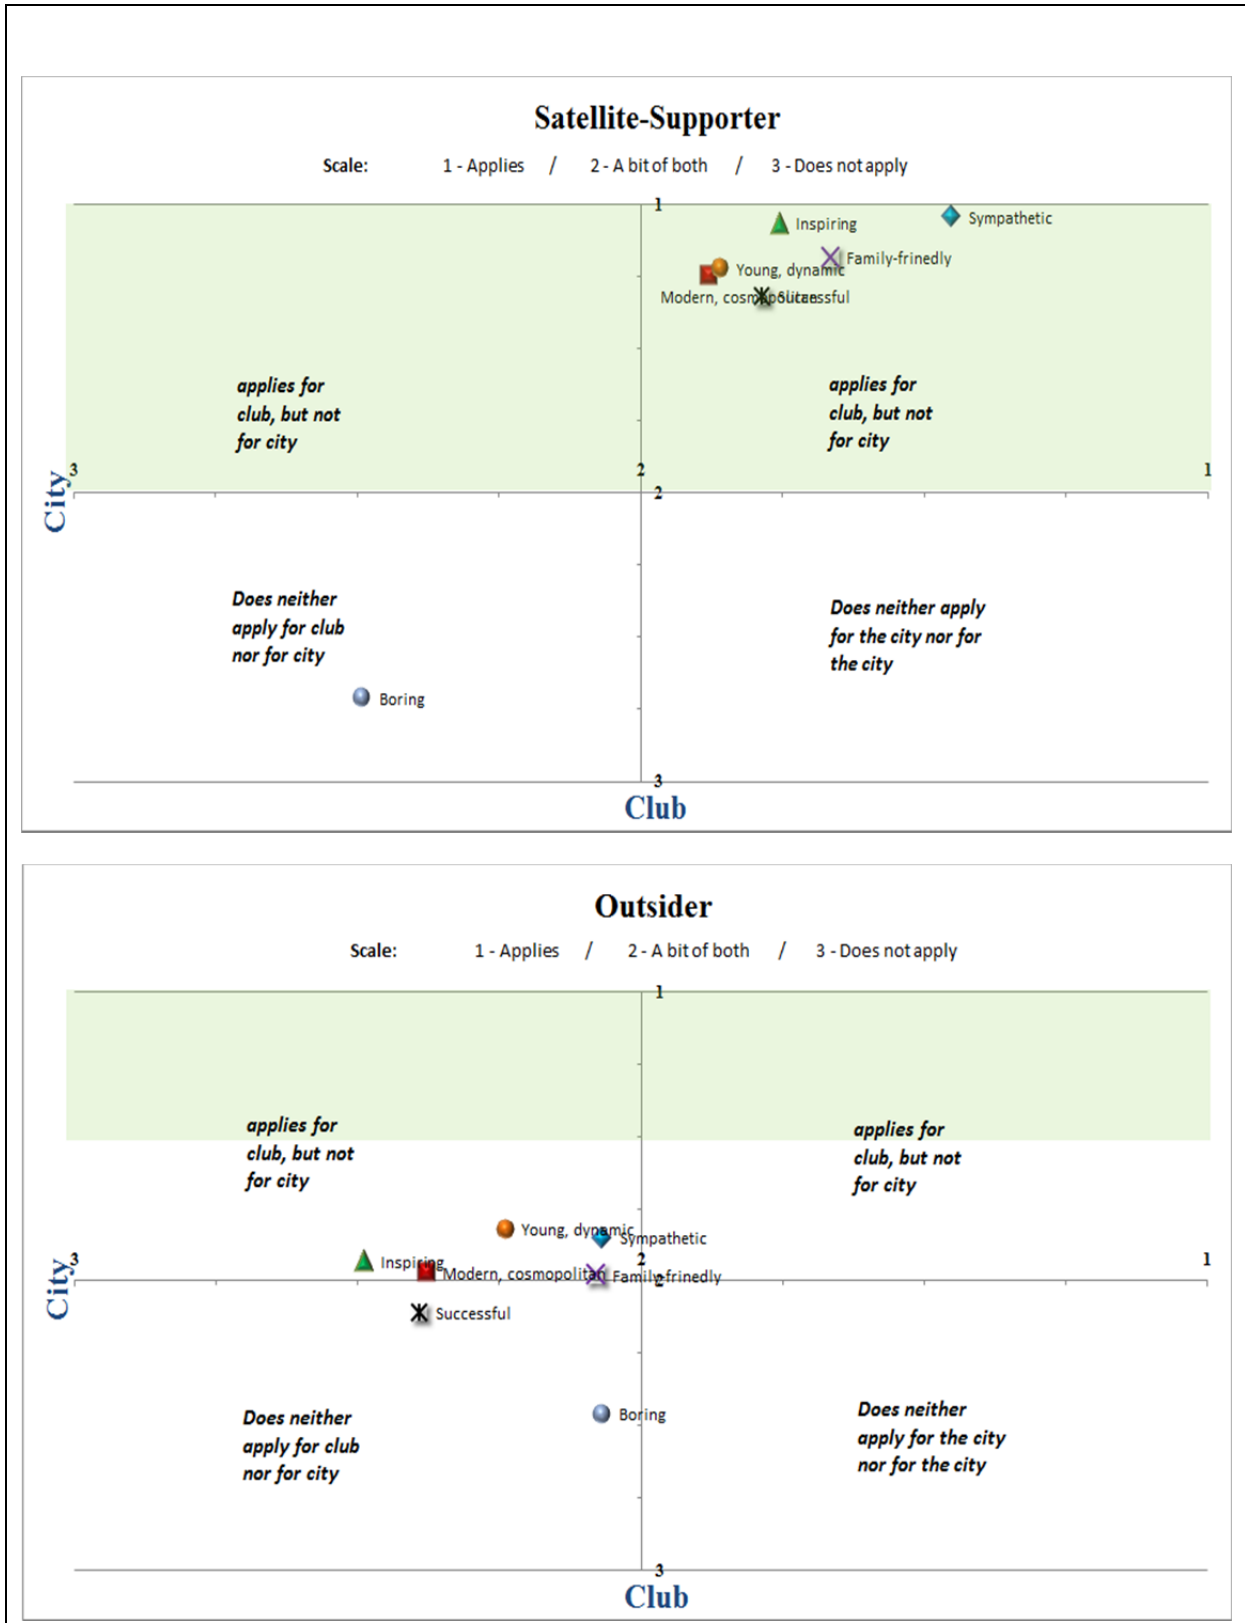 Satellite-Supporter
Scale: 1 - Applies / 2 - A bit of both / 3 - Does not apply
1
Inspiring
Sympathetic
Family-frinedly
Young, dynamic
Modern, cosmopolitan
Successful
applies for
club, but not
for city
applies for
club, but not
for city
3
2
1
City
2
Does neither
apply for club
nor for city
Does neither apply
for the city nor for
the city
Boring
3
Club
Outsider
Scale: 1 - Applies / 2 - A bit of both / 3 - Does not apply
1
applies for
club, but not
for city
applies for
club, but not
for city
Young, dynamic
Sympathetic
3
2
1
Inspiring
Modern, cosmopolitan
Family-frinedly
2
City
Successful
Boring
Does neither
apply for club
nor for city
Does neither
apply for the city
nor for the city
3
Club